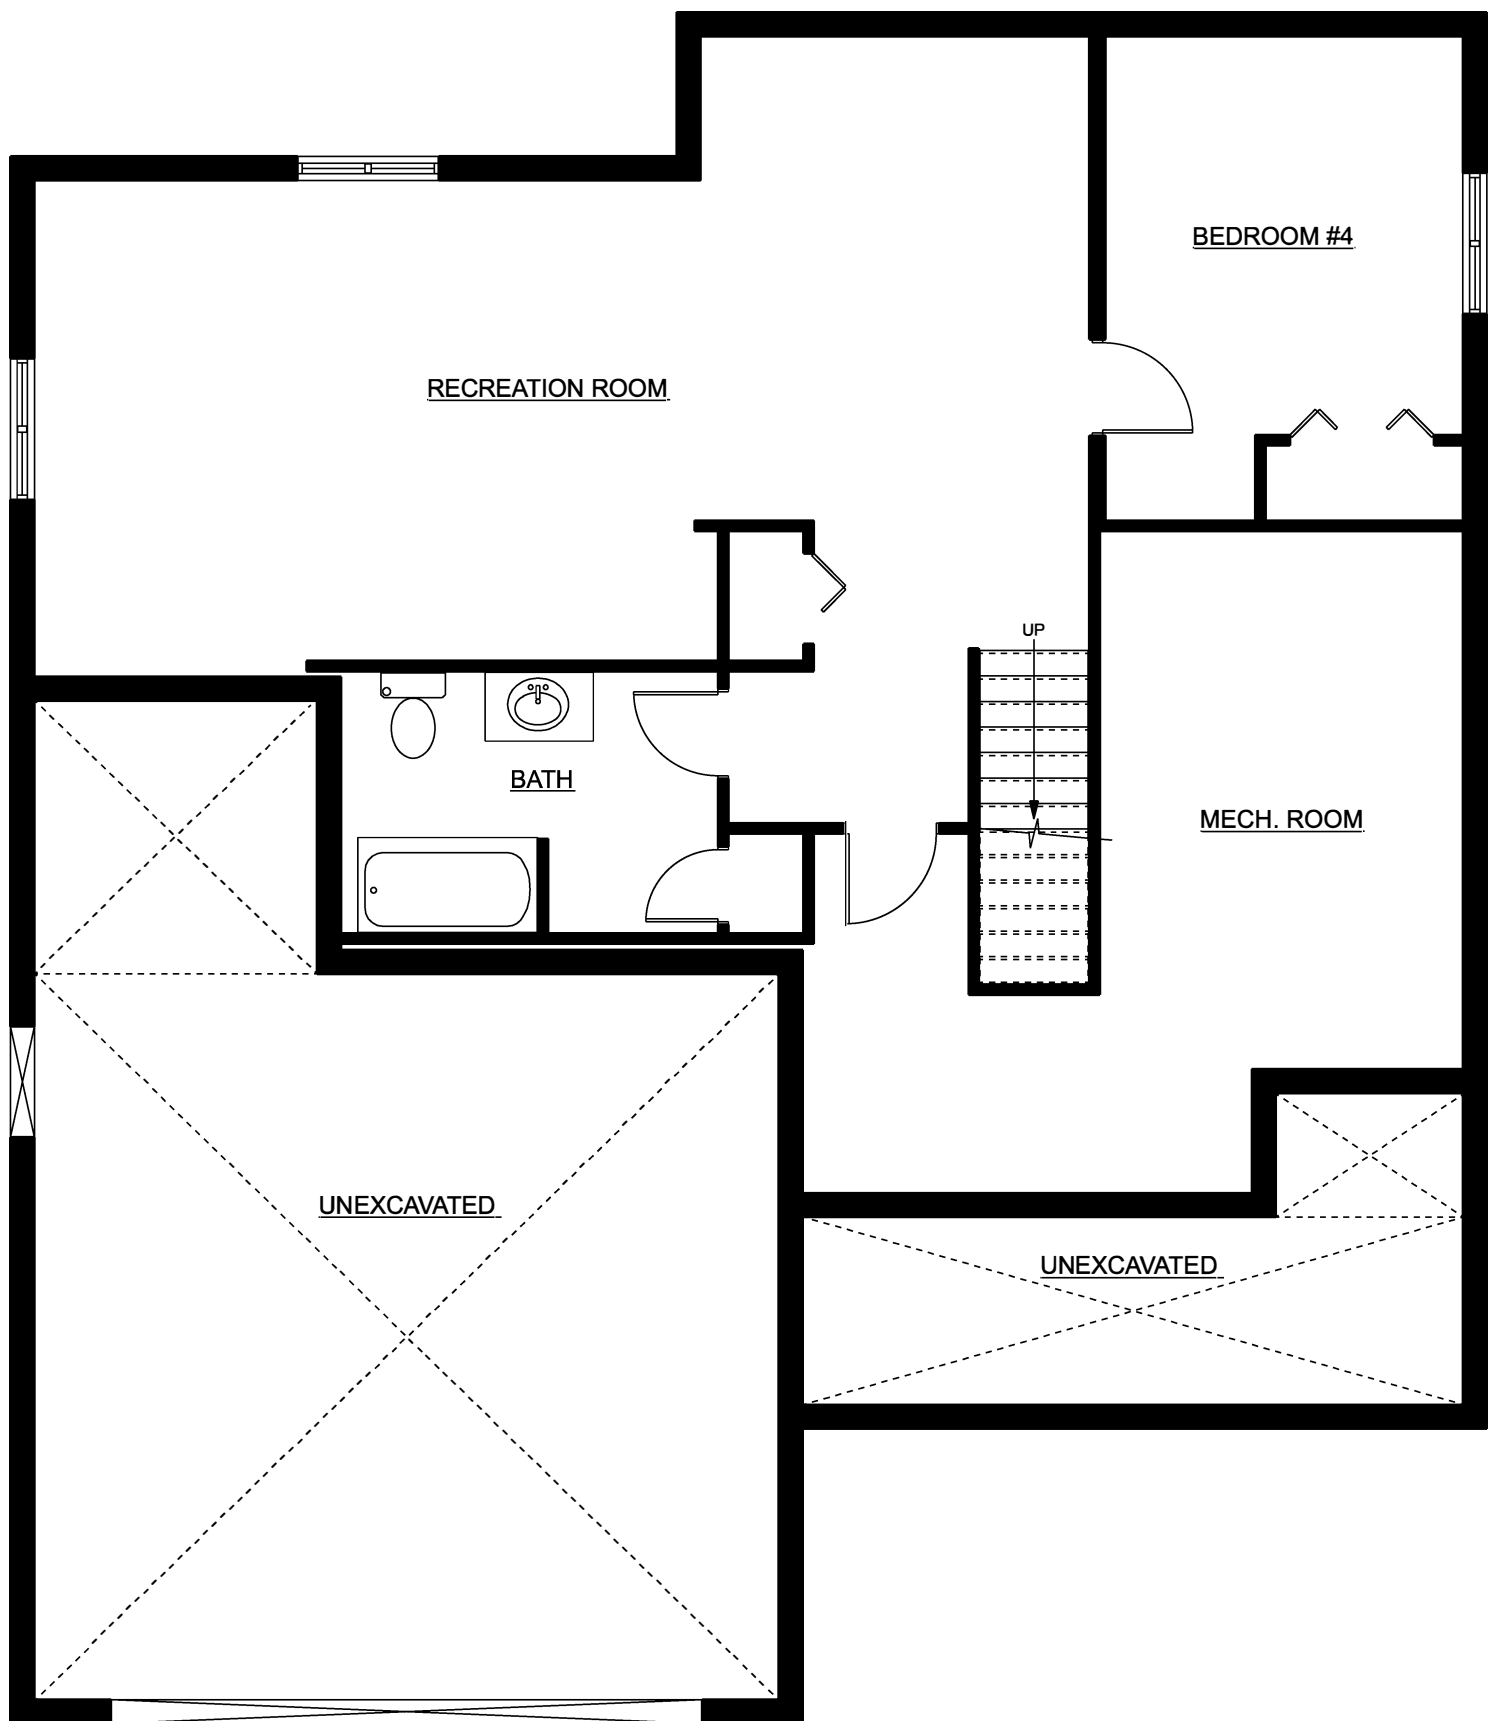 BEDROOM #4
RECREATION ROOM
UP
BATH
MECH. ROOM
UNEXCAVATED
UNEXCAVATED